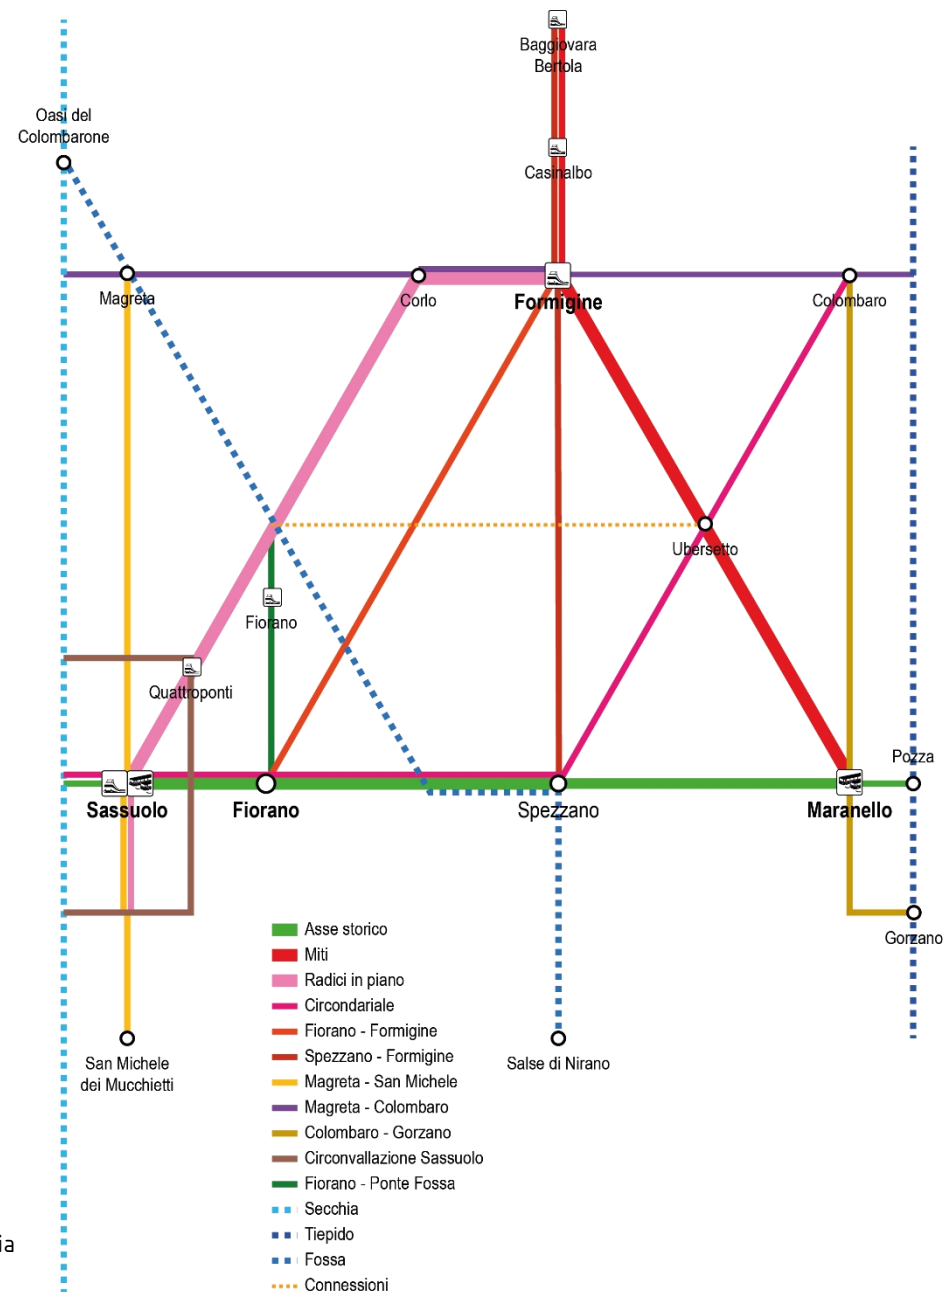 Baggiovara
Bertola
Oasi del
Colombarone
Casinalbo
Magreta
Corlo
Formigine
Colombaro
Ubersetto
Fiorano
Quattroponti
Pozza
Sassuolo
Fiorano
Spezzano
Maranello
Gorzano
San Michele
dei Mucchietti
Salse di Nirano
Asse storico
Miti
Radici in piano
Circondariale
Fiorano - Formigine
Spezzano - Formigine
Magreta - San Michele
Magreta - Colombaro
Colombaro - Gorzano
Circonvallazione Sassuolo
Fiorano - Ponte Fossa
Secchia
Tiepido
Fossa
Connessioni
ia